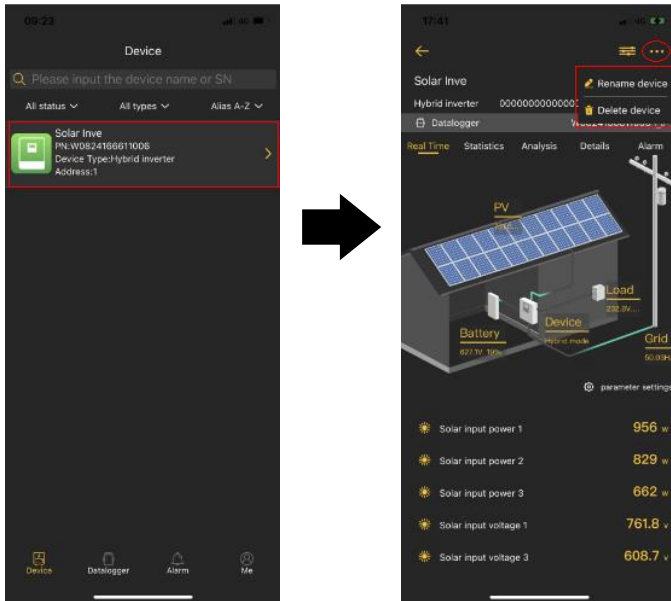 09:23
Device
Please input the device name or SN
All status
All types
Alias A-Z
Solar Inve
PN:W0824166611006
Device Type:Hybrid inverter
Address:1
Device
Datalogger
Alarm
Me
17:41
Solar Inve
Rename device
Hybrid inverter
Delete device
Datalogger
Real Time
Statistics
Analysis
Details
Alarm
PV
Load
Device
Hybrid mode
Battery
Grid
parameter settings
Solar input power 1
956 w
Solar input power 2
829 w
Solar input power 3
662 w
Solar input voltage 1
761.8 v
Solar input voltage 3
608.7 v